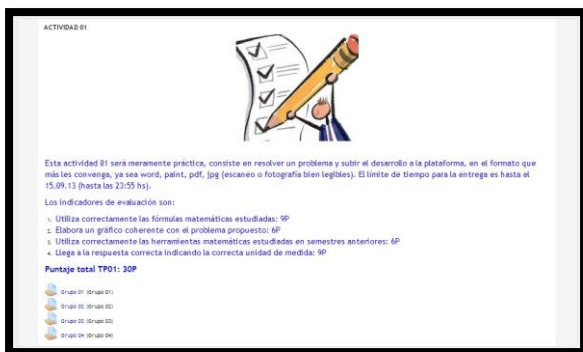 ACTIVIDAD 01
Esta actividad 01 será meramente práctica, consiste en resolver un problema y subir el desarrollo a la plataforma, en el formato que
más les convenga, ya sea word, paint, pdf, jpg (escaneo o fotografía bien legibles). El límite de tiempo para la entrega es hasta el
15.09.13 (hasta las 23:55 hs).
Los indicadores de evaluación son:
1. Utiliza correctamente las fórmulas matemáticas estudiadas: 9P
2. Elabora un gráfico coherente con el problema propuesto: 6P
3. Utiliza correctamente las herramientas matemáticas estudiadas en semestres anteriores: 6P
4. Llega a la respuesta correcta indicando la correcta unidad de medida: 9P
Puntaje total TP01: 30P
Grupo 01 (Grupo 01)
Grupo 02 (Grupo 02)
Grupo 03 (Grupo 03)
Grupo 04 (Grupo 04)